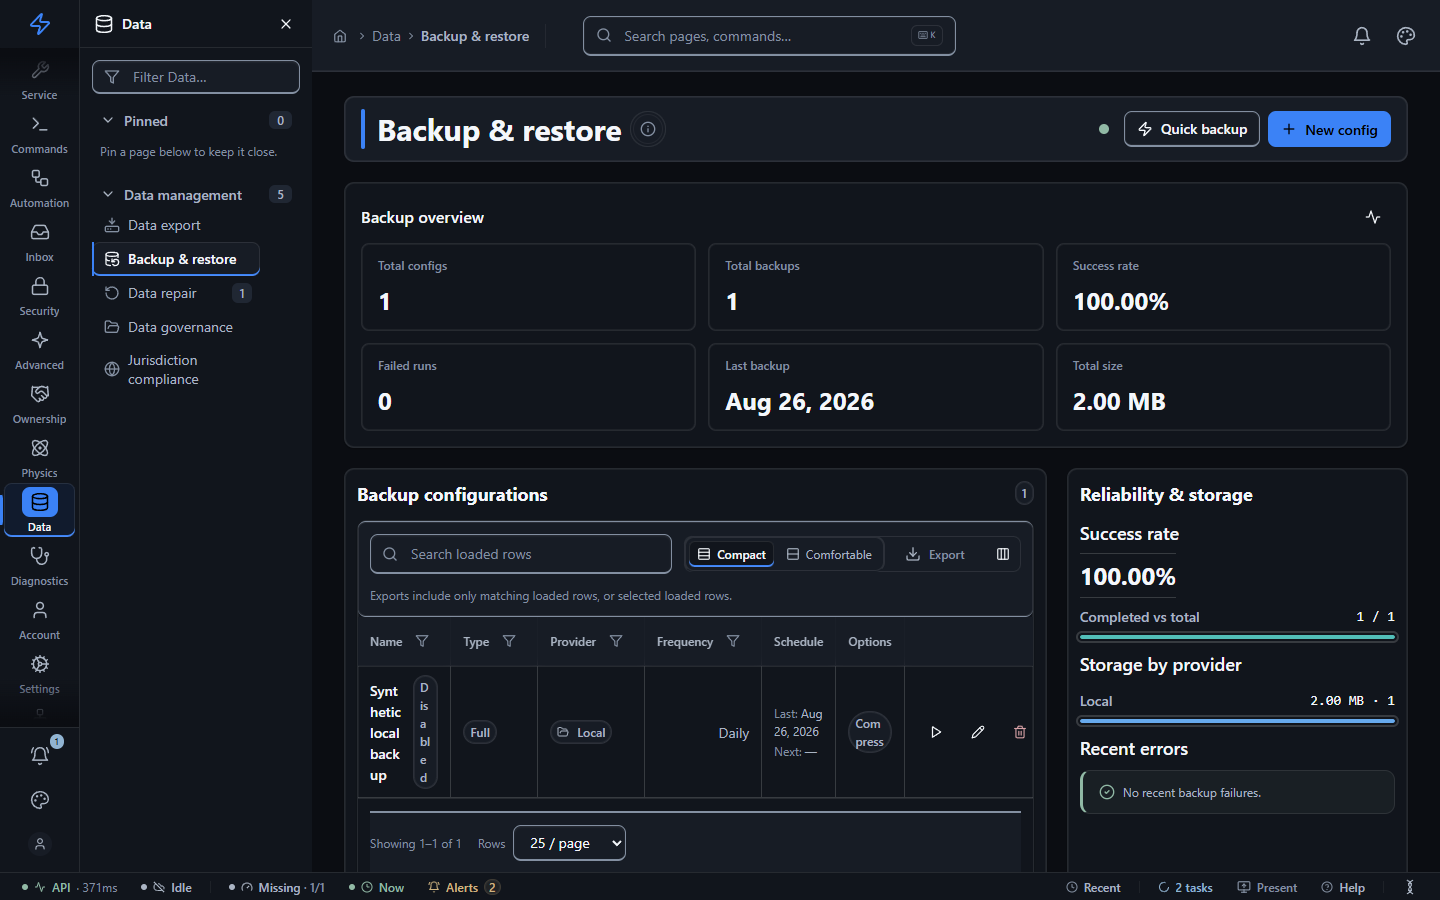 Service
Commands
Automation
Inbox
Security
Advanced
Ownership
Physics
Data
Diagnostics
Account
Settings
1
Data
Filter Data...
Pinned 0
Pin a page below to keep it close.
Data management 5
Data export
Backup & restore
Data repair 1
Data governance
Jurisdiction
compliance
Data Backup & restore
Search pages, commands... K
Backup & restore
Quick backup
New config
Backup overview
Total configs
1
Total backups
1
Success rate
100.00%
Failed runs
0
Last backup
Aug 26, 2026
Total size
2.00 MB
Backup configurations 1
Search loaded rows
Compact
Comfortable
Export
Exports include only matching loaded rows, or selected loaded rows.
Name Type Provider Frequency Schedule Options
Synt
hetic
local
back
up
D
is
a
bl
e
d
Full
Local
Daily
Last: Aug
26, 2026
Next: —
Com
press
Showing 1–1 of 1 Rows 25 / page
Reliability & storage
Success rate
100.00%
Completed vs total 1 / 1
Storage by provider
Local 2.00 MB · 1
Recent errors
No recent backup failures.
API · 371ms Idle Missing · 1/1 Now Alerts 2 Recent 2 tasks Present Help